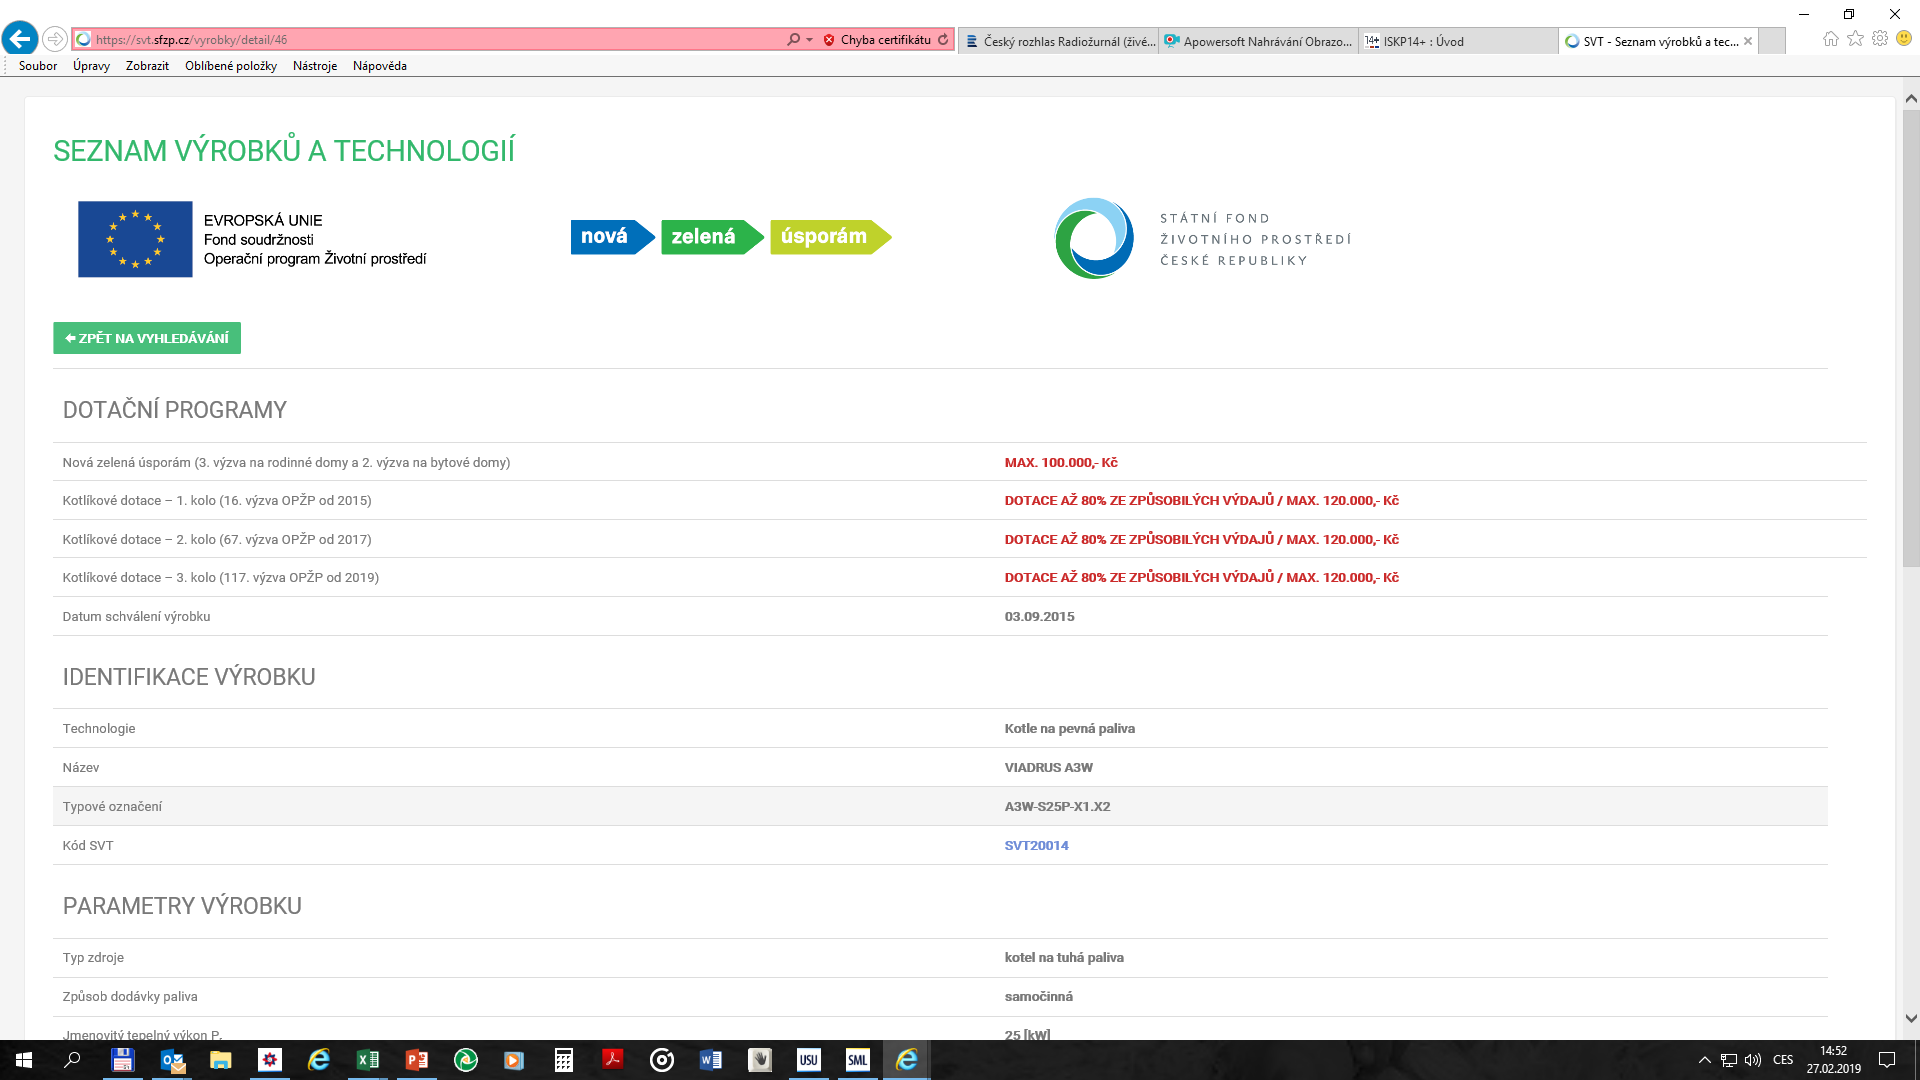 https://svt.sfzp.cz/vyrobky/detail/46
Chyba certifikátu
Český rozhlas Radiožurnál (živé...
Apowersoft Nahrávání Obrazo...
ISKP14+ : Úvod
SVT - Seznam výrobků a tec...
Soubor Úpravy Zobrazit Oblíbené položky Nástroje Nápověda
SEZNAM VÝROBKŮ A TECHNOLOGIÍ
EVROPSKÁ UNIE
Fond soudržnosti
Operační program Životní prostředí
nová zelená úsporám
STÁTNÍ FOND
ŽIVOTNÍHO PROSTŘEDÍ
ČESKÉ REPUBLIKY
ZPĚT NA VYHLEDÁVÁNÍ
DOTAČNÍ PROGRAMY
Nová zelená úsporám (3. výzva na rodinné domy a 2. výzva na bytové domy) MAX. 100.000,- Kč
Kotlíkové dotace – 1. kolo (16. výzva OPŽP od 2015) DOTACE AŽ 80% ZE ZPŮSOBILÝCH VÝDAJŮ / MAX. 120.000,- Kč
Kotlíkové dotace – 2. kolo (67. výzva OPŽP od 2017) DOTACE AŽ 80% ZE ZPŮSOBILÝCH VÝDAJŮ / MAX. 120.000,- Kč
Kotlíkové dotace – 3. kolo (117. výzva OPŽP od 2019) DOTACE AŽ 80% ZE ZPŮSOBILÝCH VÝDAJŮ / MAX. 120.000,- Kč
Datum schválení výrobku 03.09.2015
IDENTIFIKACE VÝROBKU
Technologie Kotle na pevná paliva
Název VIADRUS A3W
Typové označení A3W-S25P-X1.X2
Kód SVT SVT20014
PARAMETRY VÝROBKU
Typ zdroje kotel na tuhá paliva
Způsob dodávky paliva samočinná
Jmenovitý tepelný výkon P 25 [kW]
USU
SML
CES
14:52
27.02.2019